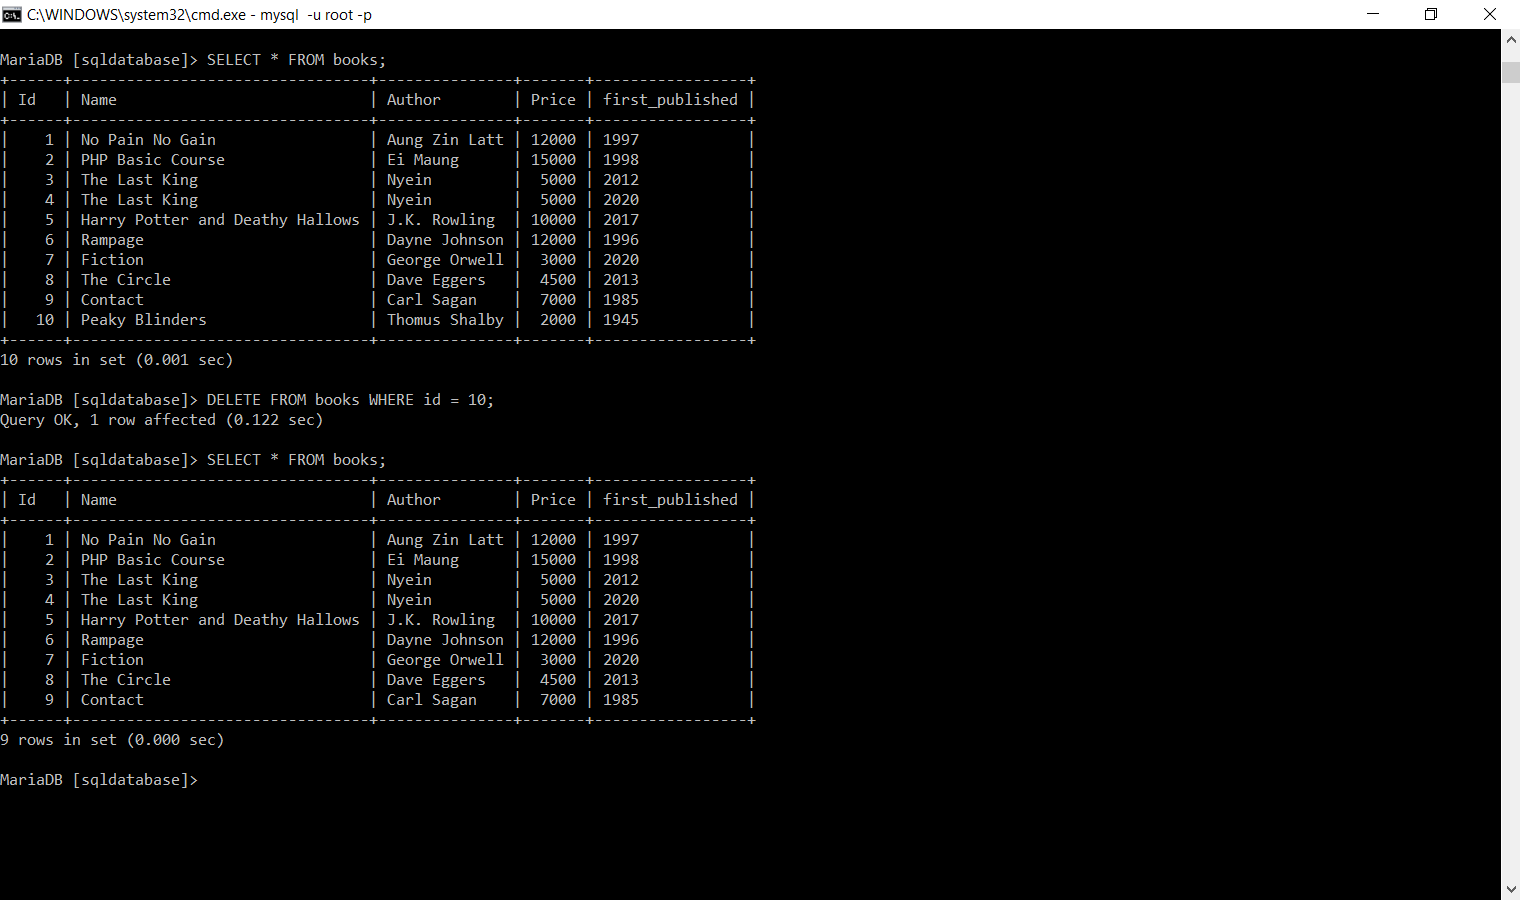 C:\WINDOWS\system32\cmd.exe - mysql  -u root -p
MariaDB [sqldatabase]> SELECT * FROM books;
+------+---------------------------------+---------------+-------+-----------------+
| Id   | Name                            | Author        | Price | first_published |
+------+---------------------------------+---------------+-------+-----------------+
|    1 | No Pain No Gain                 | Aung Zin Latt | 12000 | 1997            |
|    2 | PHP Basic Course                | Ei Maung      | 15000 | 1998            |
|    3 | The Last King                   | Nyein         |  5000 | 2012            |
|    4 | The Last King                   | Nyein         |  5000 | 2020            |
|    5 | Harry Potter and Deathy Hallows | J.K. Rowling  | 10000 | 2017            |
|    6 | Rampage                         | Dayne Johnson | 12000 | 1996            |
|    7 | Fiction                         | George Orwell |  3000 | 2020            |
|    8 | The Circle                      | Dave Eggers   |  4500 | 2013            |
|    9 | Contact                         | Carl Sagan    |  7000 | 1985            |
|   10 | Peaky Blinders                  | Thomus Shalby |  2000 | 1945            |
+------+---------------------------------+---------------+-------+-----------------+
10 rows in set (0.001 sec)
MariaDB [sqldatabase]> DELETE FROM books WHERE id = 10;
Query OK, 1 row affected (0.122 sec)
MariaDB [sqldatabase]> SELECT * FROM books;
+------+---------------------------------+---------------+-------+-----------------+
| Id   | Name                            | Author        | Price | first_published |
+------+---------------------------------+---------------+-------+-----------------+
|    1 | No Pain No Gain                 | Aung Zin Latt | 12000 | 1997            |
|    2 | PHP Basic Course                | Ei Maung      | 15000 | 1998            |
|    3 | The Last King                   | Nyein         |  5000 | 2012            |
|    4 | The Last King                   | Nyein         |  5000 | 2020            |
|    5 | Harry Potter and Deathy Hallows | J.K. Rowling  | 10000 | 2017            |
|    6 | Rampage                         | Dayne Johnson | 12000 | 1996            |
|    7 | Fiction                         | George Orwell |  3000 | 2020            |
|    8 | The Circle                      | Dave Eggers   |  4500 | 2013            |
|    9 | Contact                         | Carl Sagan    |  7000 | 1985            |
+------+---------------------------------+---------------+-------+-----------------+
9 rows in set (0.000 sec)
MariaDB [sqldatabase]>